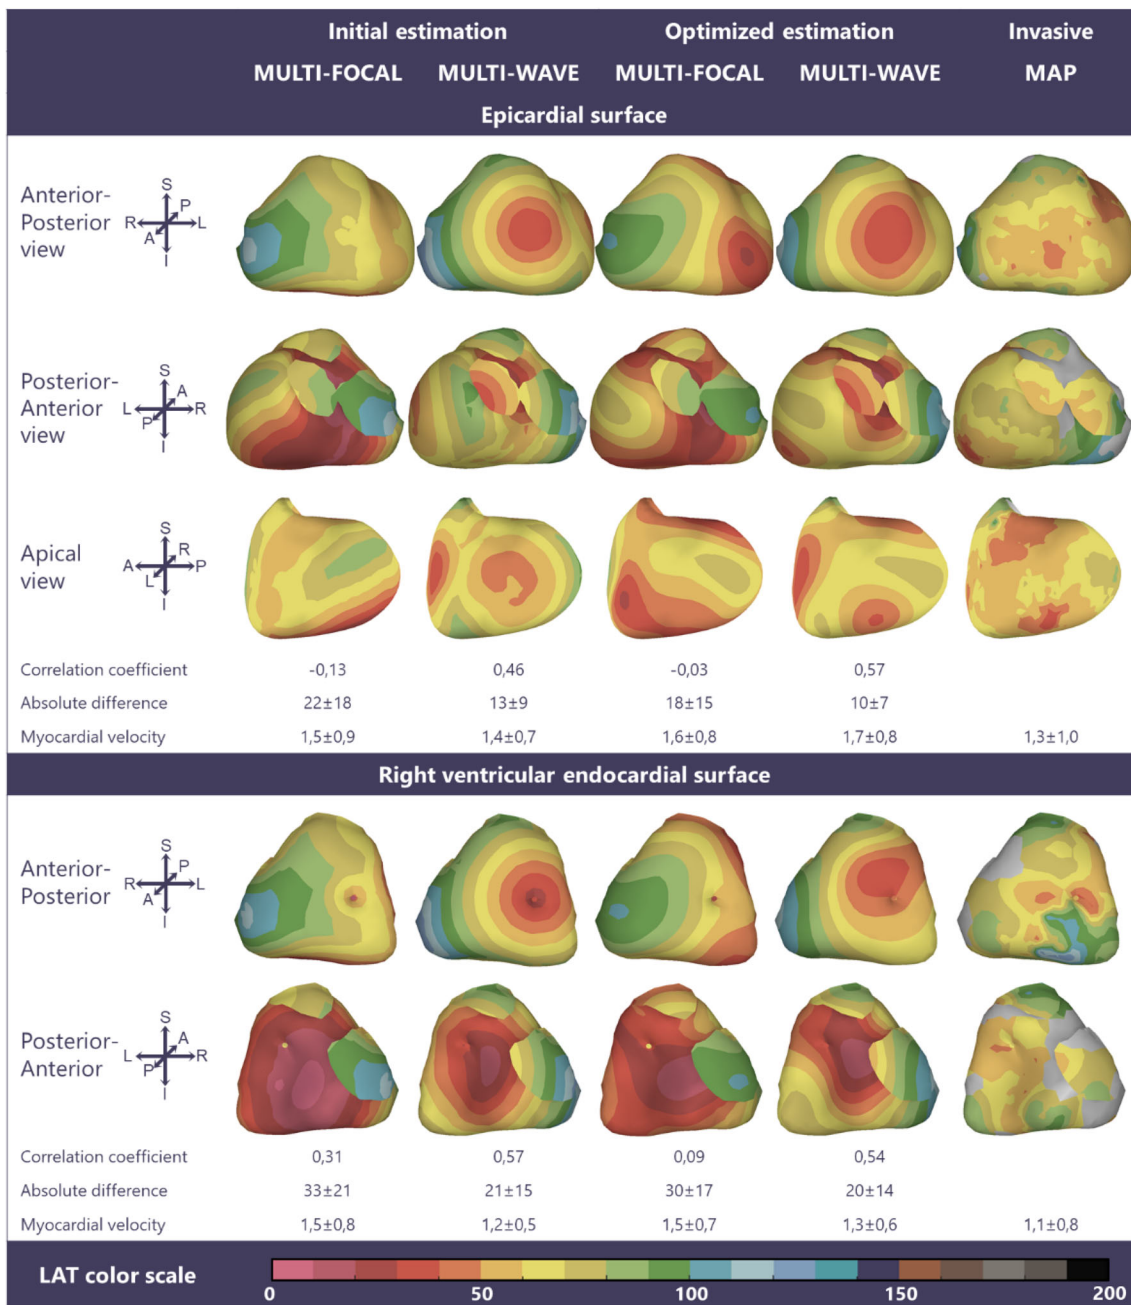 Initial estimation Optimized estimation Invasive
MULTI-FOCAL MULTI-WAVE MULTI-FOCAL MULTI-WAVE MAP
Epicardial surface
Anterior-
Posterior
view
S
P
R L
A
I
Posterior-
Anterior
view
S
A
L R
P
I
Apical
view
S
R
A P
L
I
Correlation coefficient -0,13 0,46 -0,03 0,57
Absolute difference 22±18 13±9 18±15 10±7
Myocardial velocity 1,5±0,9 1,4±0,7 1,6±0,8 1,7±0,8 1,3±1,0
Right ventricular endocardial surface
Anterior-
Posterior
S
P
R L
A
I
Posterior-
Anterior
S
A
L R
P
I
Correlation coefficient 0,31 0,57 0,09 0,54
Absolute difference 33±21 21±15 30±17 20±14
Myocardial velocity 1,5±0,8 1,2±0,5 1,5±0,7 1,3±0,6 1,1±0,8
LAT color scale
0 50 100 150 200